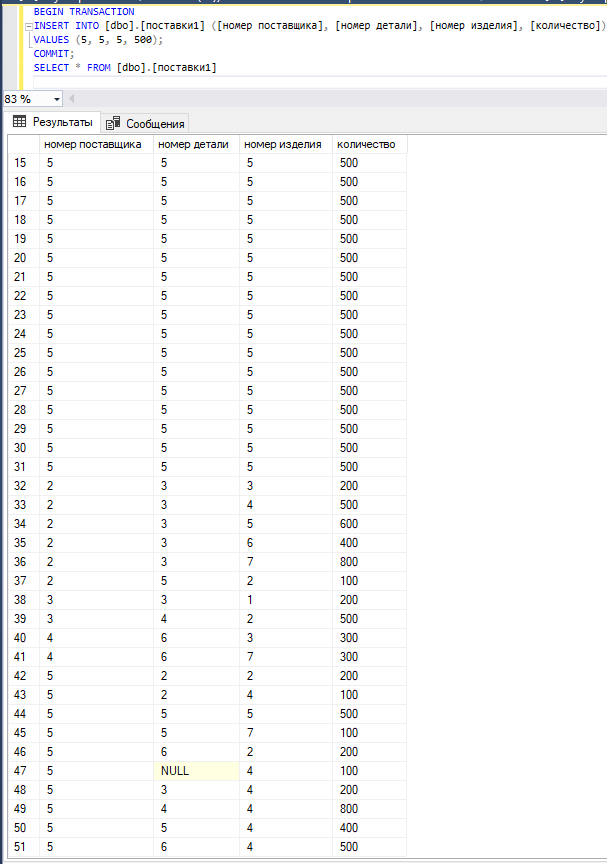 BEGIN TRANSACTION
INSERT INTO [dbo].[поставки1] ([номер поставщика], [номер детали], [номер изделия], [количество])
VALUES (5, 5, 5, 500);
COMMIT;
SELECT * FROM [dbo].[поставки1]
83 %
Результаты Сообщения
номер поставщика номер детали номер изделия количество
15 5 5 5 500
16 5 5 5 500
17 5 5 5 500
18 5 5 5 500
19 5 5 5 500
20 5 5 5 500
21 5 5 5 500
22 5 5 5 500
23 5 5 5 500
24 5 5 5 500
25 5 5 5 500
26 5 5 5 500
27 5 5 5 500
28 5 5 5 500
29 5 5 5 500
30 5 5 5 500
31 5 5 5 500
32 2 3 3 200
33 2 3 4 500
34 2 3 5 600
35 2 3 6 400
36 2 3 7 800
37 2 5 2 100
38 3 3 1 200
39 3 4 2 500
40 4 6 3 300
41 4 6 7 300
42 5 2 2 200
43 5 2 4 100
44 5 5 5 500
45 5 5 7 100
46 5 6 2 200
47 5 NULL 4 100
48 5 3 4 200
49 5 4 4 800
50 5 5 4 400
51 5 6 4 500